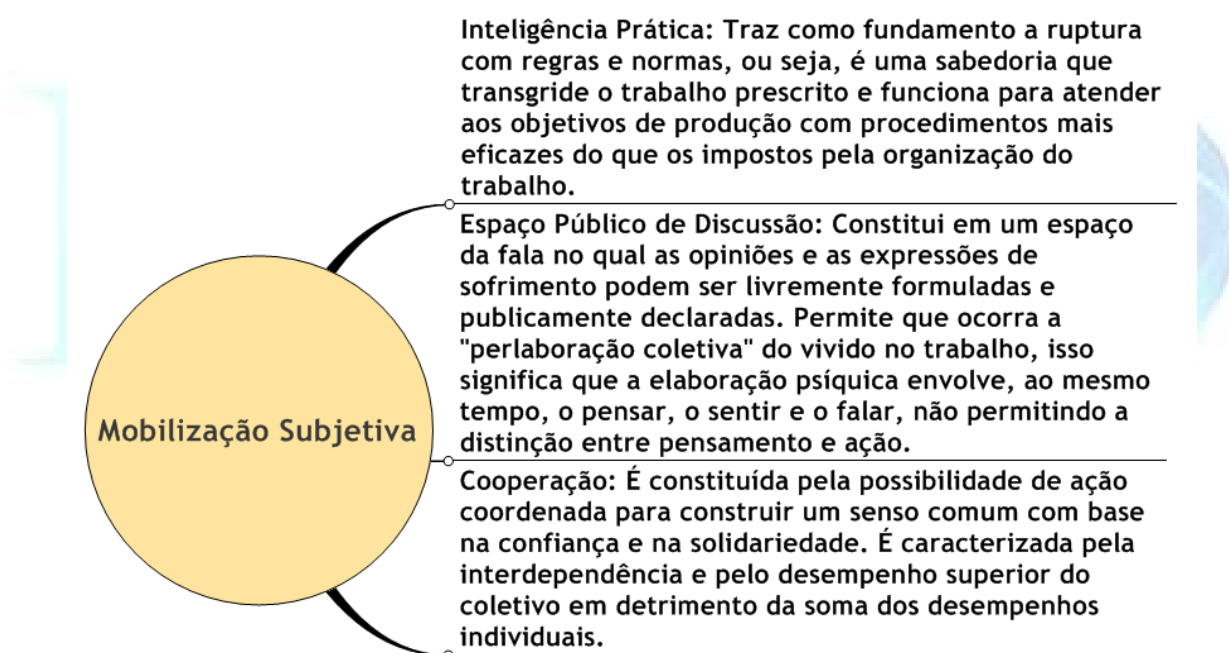 Inteligência Prática: Traz como fundamento a ruptura
com regras e normas, ou seja, é uma sabedoria que
transgride o trabalho prescrito e funciona para atender
aos objetivos de produção com procedimentos mais
eficazes do que os impostos pela organização do
trabalho.
Espaço Público de Discussão: Constitui em um espaço
da fala no qual as opiniões e as expressões de
sofrimento podem ser livremente formuladas e
publicamente declaradas. Permite que ocorra a
"perlaboração coletiva" do vivido no trabalho, isso
significa que a elaboração psíquica envolve, ao mesmo
tempo, o pensar, o sentir e o falar, não permitindo a
distinção entre pensamento e ação.
Mobilização Subjetiva
Cooperação: É constituída pela possibilidade de ação
coordenada para construir um senso comum com base
na confiança e na solidariedade. É caracterizada pela
interdependência e pelo desempenho superior do
coletivo em detrimento da soma dos desempenhos
individuais.